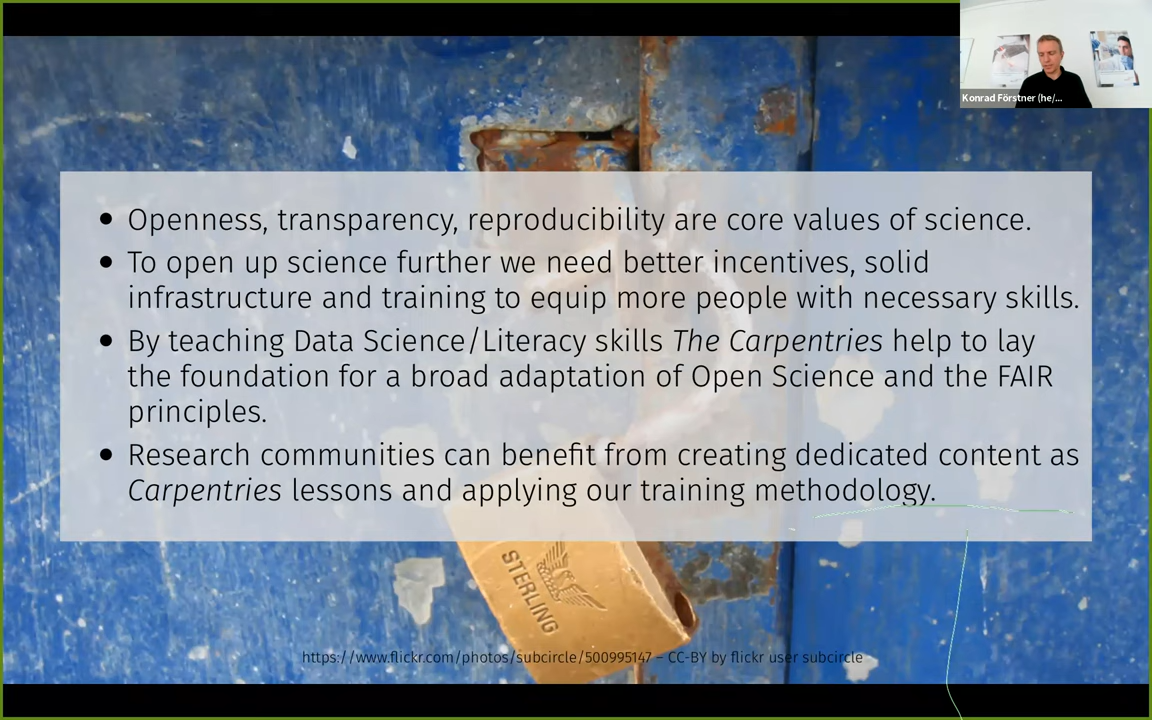 Konrad Förstner (he/...
• Openness, transparency, reproducibility are core values of science.
• To open up science further we need better incentives, solid
infrastructure and training to equip more people with necessary skills.
• By teaching Data Science/Literacy skills The Carpentries help to lay
the foundation for a broad adaptation of Open Science and the FAIR
principles.
• Research communities can benefit from creating dedicated content as
Carpentries lessons and applying our training methodology.
STERLING
https://www.flickr.com/photos/subcircle/500995147 – CC-BY by flickr user subcircle